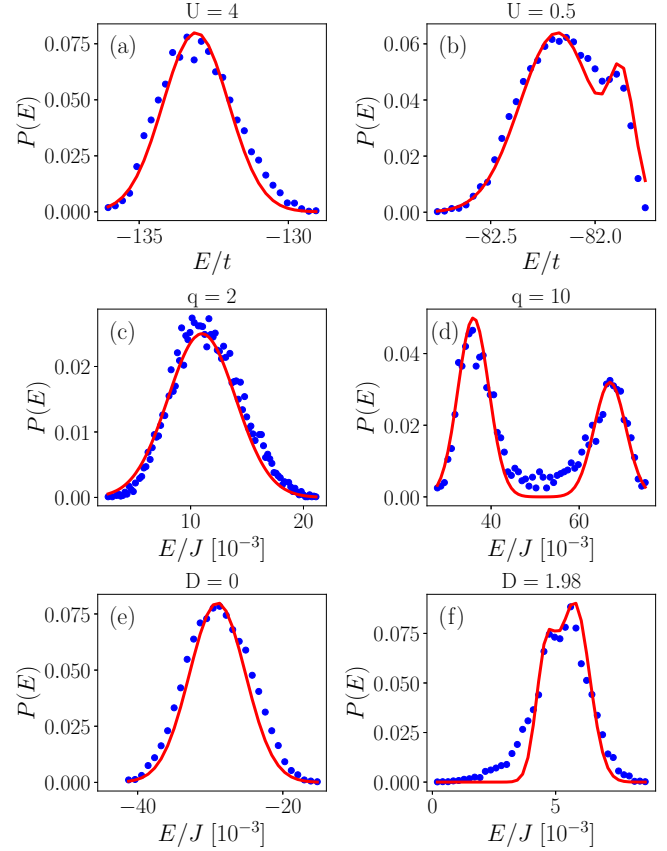 U = 4
U = 0.5
(a)
(b)
P(E)
0.075
0.050
0.025
0.000
−135
−130
E/t
P(E)
0.06
0.04
0.02
0.00
−82.5
−82.0
E/t
q = 2
q = 10
(c)
(d)
P(E)
0.02
0.01
0.00
10
20
E/J [10⁻³]
P(E)
0.04
0.02
0.00
40
60
E/J [10⁻³]
D = 0
D = 1.98
(e)
(f)
P(E)
0.075
0.050
0.025
0.000
−40
−20
E/J [10⁻³]
P(E)
0.075
0.050
0.025
0.000
0
5
E/J [10⁻³]